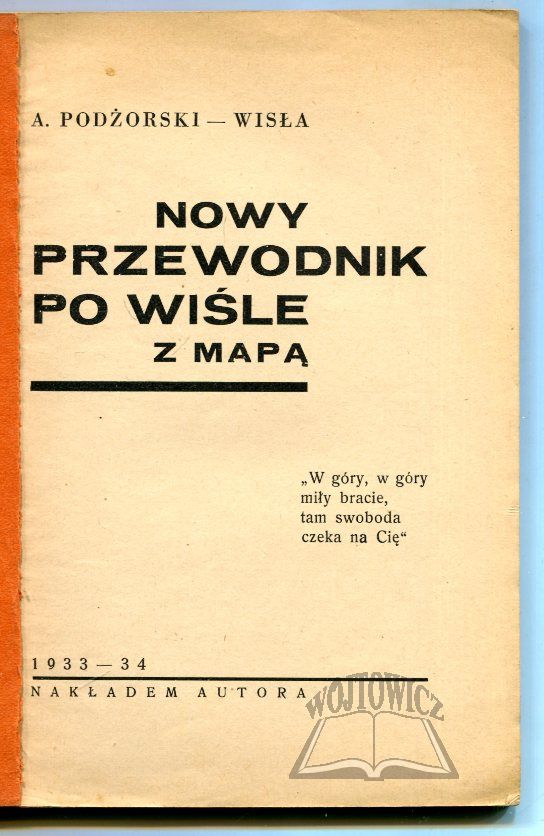 A. PODŻORSKI — WISŁA
NOWY
PRZEWODNIK
PO WIŚLE
Z MAPĄ
„W góry, w góry
miły bracie,
tam swoboda
czeka na Cię“
1933 — 34
NAKŁADEM AUTORA
WÓJTOWICZ